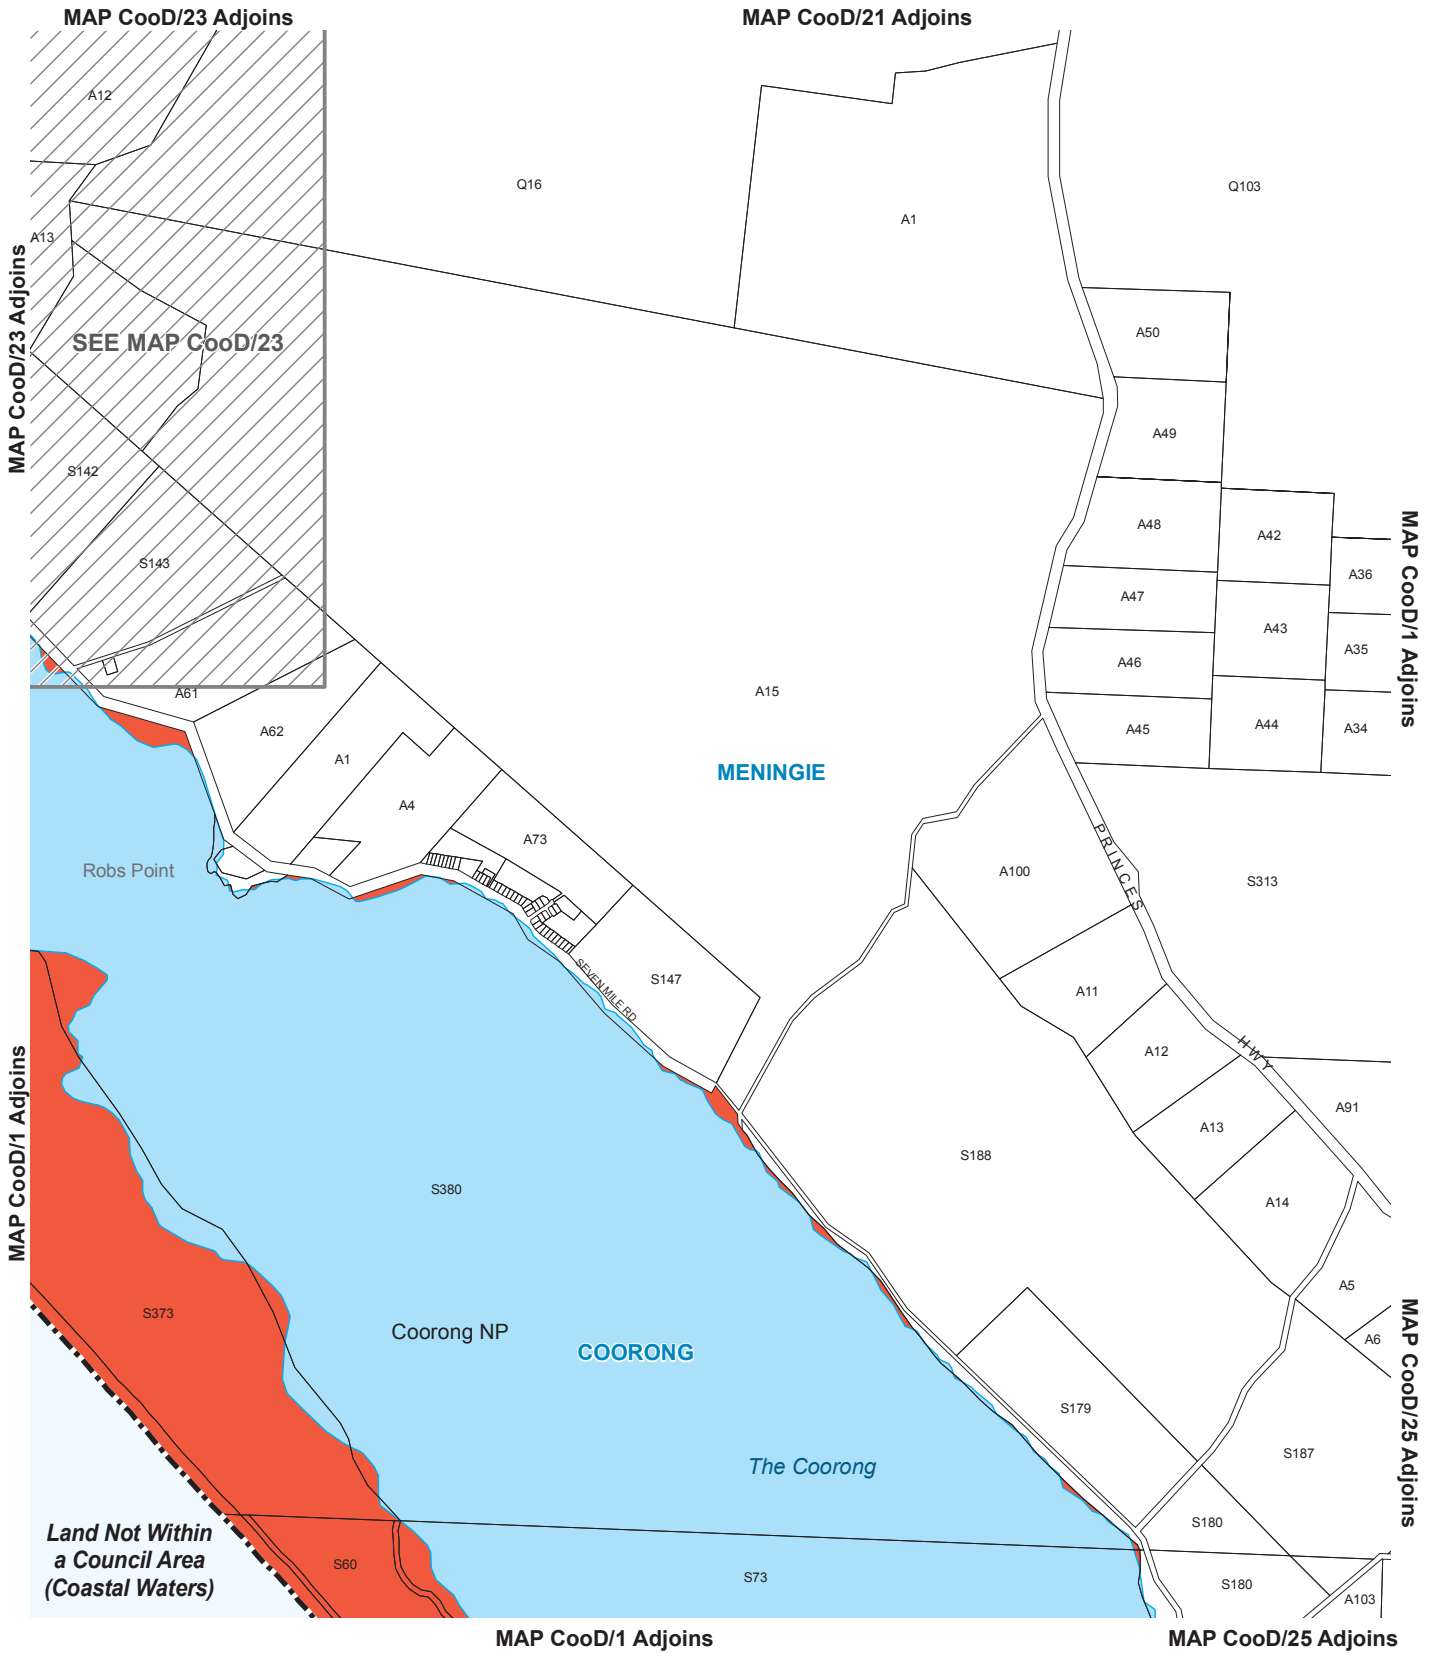 MAP CooD/23 Adjoins
MAP CooD/21 Adjoins
A12
Q16
Q103
A1
A13
MAP CooD/23 Adjoins
SEE MAP CooD/23
A50
A49
S142
A48
A42
S143
A36
A47
A43
A35
A46
MAP CooD/1 Adjoins
A61
A15
A62
A45
A44
A34
A1
MENINGIE
A4
A73
PRINCES
Robs Point
A100
S313
SEVEN MILE RD
S147
A11
HWY
A12
A91
A13
MAP CooD/1 Adjoins
S188
S380
A14
A5
S373
Coorong NP
COORONG
A6
S179
MAP CooD/25 Adjoins
The Coorong
S187
S180
Land Not Within
a Council Area
(Coastal Waters)
S60
S73
S180
A103
MAP CooD/1 Adjoins
MAP CooD/25 Adjoins